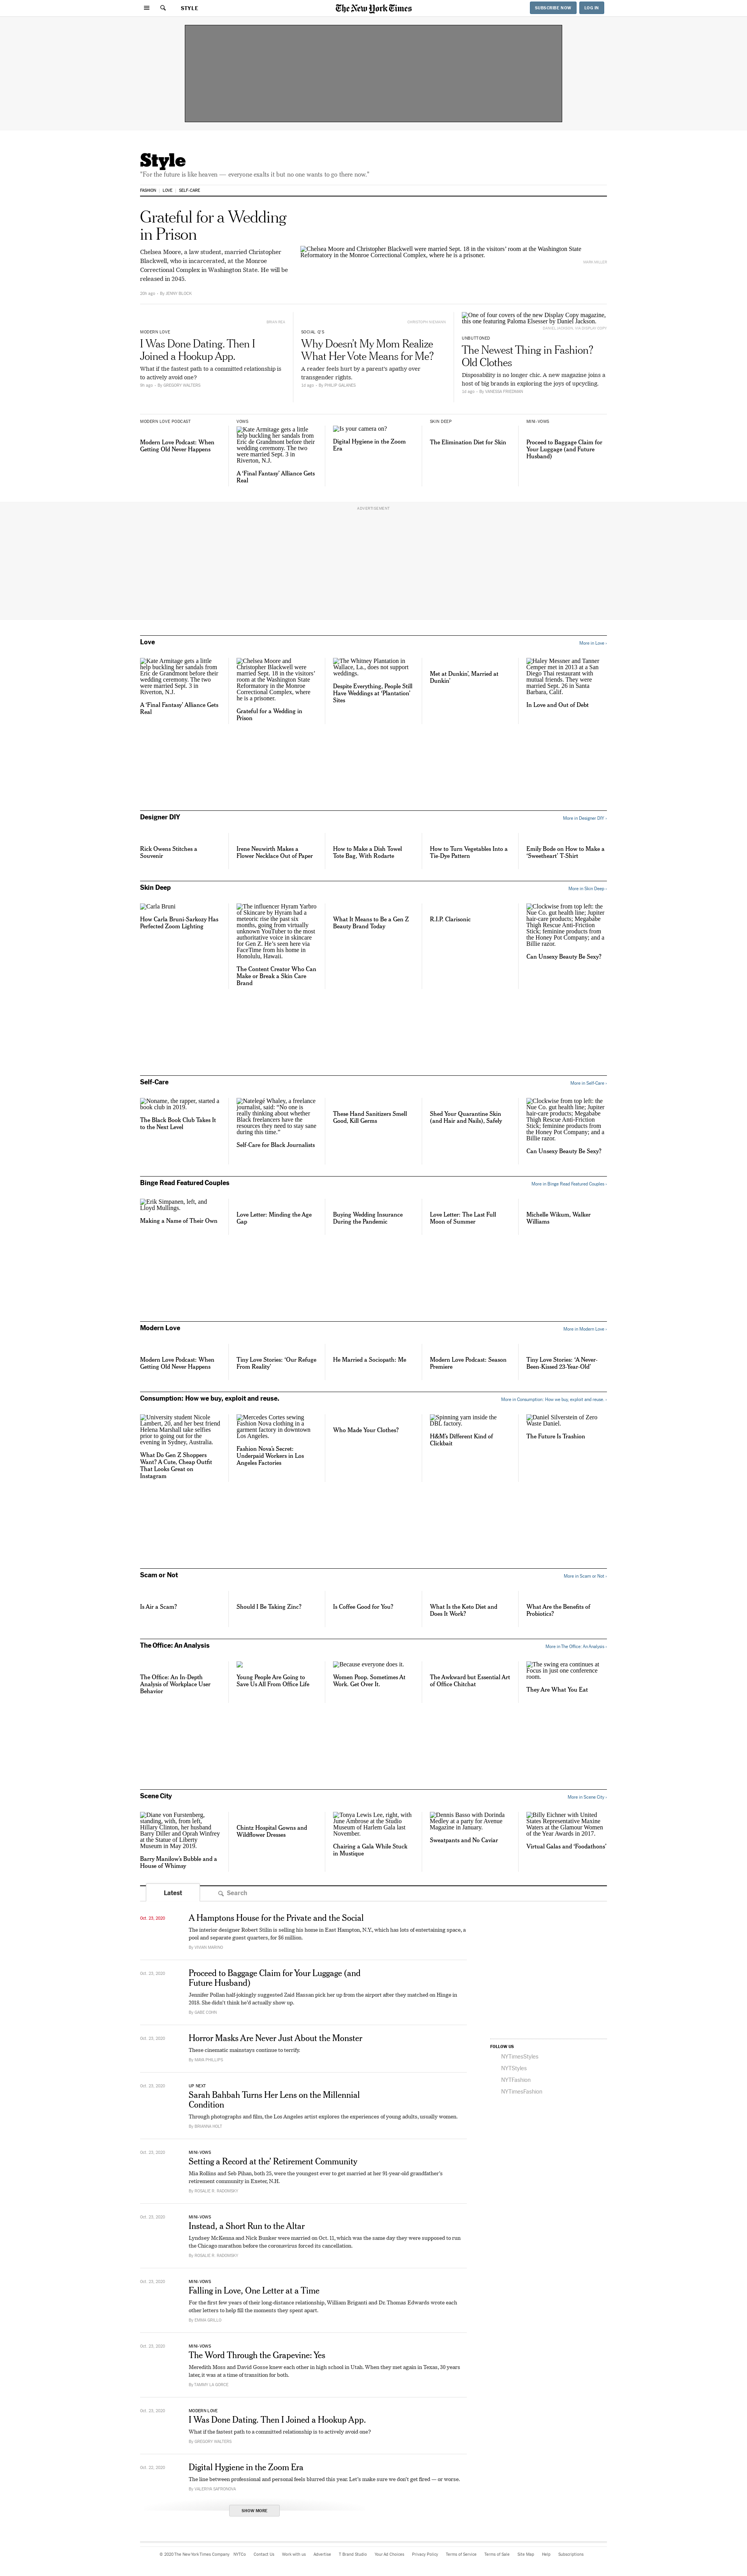 STYLE
The New York Times
SUBSCRIBE NOW
LOG IN
Style
"For the future is like heaven — everyone exalts it but no one wants to go there now."
FASHION
LOVE
SELF-CARE
Grateful for a Wedding
in Prison
Chelsea Moore, a law student, married Christopher
Blackwell, who is incarcerated, at the Monroe
Correctional Complex in Washington State. He will be
released in 2045.
20h ago · By JENNY BLOCK
Chelsea Moore and Christopher Blackwell were married Sept. 18 in the visitors' room at the Washington State
Reformatory in the Monroe Correctional Complex, where he is a prisoner.
MARK MILLER
BRIAN REA
MODERN LOVE
I Was Done Dating. Then I
Joined a Hookup App.
What if the fastest path to a committed relationship is
to actively avoid one?
9h ago · By GREGORY WALTERS
CHRISTOPH NIEMANN
SOCIAL Q'S
Why Doesn't My Mom Realize
What Her Vote Means for Me?
A reader feels hurt by a parent's apathy over
transgender rights.
1d ago · By PHILIP GALANES
One of four covers of the new Display Copy magazine,
this one featuring Paloma Elsesser by Daniel Jackson.
DANIEL JACKSON, VIA DISPLAY COPY
UNBUTTONED
The Newest Thing in Fashion?
Old Clothes
Disposability is no longer chic. A new magazine joins a
host of big brands in exploring the joys of upcycling.
1d ago · By VANESSA FRIEDMAN
MODERN LOVE PODCAST
Modern Love Podcast: When
Getting Old Never Happens
VOWS
Kate Armitage gets a little
help buckling her sandals from
Eric de Grandmont before their
wedding ceremony. The two
were married Sept. 3 in
Riverton, N.J.
A 'Final Fantasy' Alliance Gets
Real
Is your camera on?
Digital Hygiene in the Zoom
Era
SKIN DEEP
The Elimination Diet for Skin
MINI-VOWS
Proceed to Baggage Claim for
Your Luggage (and Future
Husband)
ADVERTISEMENT
Love
More in Love ›
Kate Armitage gets a little
help buckling her sandals from
Eric de Grandmont before their
wedding ceremony. The two
were married Sept. 3 in
Riverton, N.J.
A 'Final Fantasy' Alliance Gets
Real
Chelsea Moore and
Christopher Blackwell were
married Sept. 18 in the visitors'
room at the Washington State
Reformatory in the Monroe
Correctional Complex, where
he is a prisoner.
Grateful for a Wedding in
Prison
The Whitney Plantation in
Wallace, La., does not support
weddings.
Despite Everything, People Still
Have Weddings at 'Plantation'
Sites
Met at Dunkin', Married at
Dunkin'
Haley Messner and Tanner
Cemper met in 2013 at a San
Diego Thai restaurant with
mutual friends. They were
married Sept. 26 in Santa
Barbara, Calif.
In Love and Out of Debt
Designer DIY
More in Designer DIY ›
Rick Owens Stitches a
Souvenir
Irene Neuwirth Makes a
Flower Necklace Out of Paper
How to Make a Dish Towel
Tote Bag, With Rodarte
How to Turn Vegetables Into a
Tie-Dye Pattern
Emily Bode on How to Make a
'Sweetheart' T-Shirt
Skin Deep
More in Skin Deep ›
Carla Bruni
How Carla Bruni-Sarkozy Has
Perfected Zoom Lighting
The influencer Hyram Yarbro
of Skincare by Hyram had a
meteoric rise the past six
months, going from virtually
unknown YouTuber to the most
authoritative voice in skincare
for Gen Z. He's seen here via
FaceTime from his home in
Honolulu, Hawaii.
The Content Creator Who Can
Make or Break a Skin Care
Brand
What It Means to Be a Gen Z
Beauty Brand Today
R.I.P. Clarisonic
Clockwise from top left: the
Nue Co. gut health line; Jupiter
hair-care products; Megababe
Thigh Rescue Anti-Friction
Stick; feminine products from
the Honey Pot Company; and a
Billie razor.
Can Unsexy Beauty Be Sexy?
Self-Care
More in Self-Care ›
Noname, the rapper, started a
book club in 2019.
The Black Book Club Takes It
to the Next Level
Natelegé Whaley, a freelance
journalist, said: "No one is
really thinking about whether
Black freelancers have the
resources they need to stay sane
during this time."
Self-Care for Black Journalists
These Hand Sanitizers Smell
Good, Kill Germs
Shed Your Quarantine Skin
(and Hair and Nails), Safely
Clockwise from top left: the
Nue Co. gut health line; Jupiter
hair-care products; Megababe
Thigh Rescue Anti-Friction
Stick; feminine products from
the Honey Pot Company; and a
Billie razor.
Can Unsexy Beauty Be Sexy?
Binge Read Featured Couples
More in Binge Read Featured Couples ›
Erik Simpanen, left, and
Lloyd Mullings.
Making a Name of Their Own
Love Letter: Minding the Age
Gap
Buying Wedding Insurance
During the Pandemic
Love Letter: The Last Full
Moon of Summer
Michelle Wikum, Walker
Williams
Modern Love
More in Modern Love ›
Modern Love Podcast: When
Getting Old Never Happens
Tiny Love Stories: 'Our Refuge
From Reality'
He Married a Sociopath: Me
Modern Love Podcast: Season
Premiere
Tiny Love Stories: 'A Never-
Been-Kissed 23-Year-Old'
Consumption: How we buy, exploit and reuse.
More in Consumption: How we buy, exploit and reuse. ›
University student Nicole
Lambert, 20, and her best friend
Helena Marshall take selfies
prior to going out for the
evening in Sydney, Australia.
What Do Gen Z Shoppers
Want? A Cute, Cheap Outfit
That Looks Great on
Instagram
Mercedes Cortes sewing
Fashion Nova clothing in a
garment factory in downtown
Los Angeles.
Fashion Nova's Secret:
Underpaid Workers in Los
Angeles Factories
Who Made Your Clothes?
Spinning yarn inside the
DBL factory.
H&M's Different Kind of
Clickbait
Daniel Silverstein of Zero
Waste Daniel.
The Future Is Trashion
Scam or Not
More in Scam or Not ›
Is Air a Scam?
Should I Be Taking Zinc?
Is Coffee Good for You?
What Is the Keto Diet and
Does It Work?
What Are the Benefits of
Probiotics?
The Office: An Analysis
More in The Office: An Analysis ›
The Office: An In-Depth
Analysis of Workplace User
Behavior
Young People Are Going to
Save Us All From Office Life
Because everyone does it.
Women Poop. Sometimes At
Work. Get Over It.
The Awkward but Essential Art
of Office Chitchat
The swing era continues at
Focus in just one conference
room.
They Are What You Eat
Scene City
More in Scene City ›
Diane von Furstenberg,
standing, with, from left,
Hillary Clinton, her husband
Barry Diller and Oprah Winfrey
at the Statue of Liberty
Museum in May 2019.
Barry Manilow's Bubble and a
House of Whimsy
Chintz Hospital Gowns and
Wildflower Dresses
Tonya Lewis Lee, right, with
June Ambrose at the Studio
Museum of Harlem Gala last
November.
Chairing a Gala While Stuck
in Mustique
Dennis Basso with Dorinda
Medley at a party for Avenue
Magazine in January.
Sweatpants and No Caviar
Billy Eichner with United
States Representative Maxine
Waters at the Glamour Women
of the Year Awards in 2017.
Virtual Galas and 'Foodathons'
Latest
Search
Oct. 23, 2020
A Hamptons House for the Private and the Social
The interior designer Robert Stilin is selling his home in East Hampton, N.Y., which has lots of entertaining space, a
pool and separate guest quarters, for $6 million.
By VIVIAN MARINO
Oct. 23, 2020
Proceed to Baggage Claim for Your Luggage (and
Future Husband)
Jennifer Pollan half-jokingly suggested Zaid Hassan pick her up from the airport after they matched on Hinge in
2018. She didn't think he'd actually show up.
By GABE COHN
Oct. 23, 2020
Horror Masks Are Never Just About the Monster
These cinematic mainstays continue to terrify.
By MAIA PHILLIPS
Oct. 23, 2020
UP NEXT
Sarah Bahbah Turns Her Lens on the Millennial
Condition
Through photographs and film, the Los Angeles artist explores the experiences of young adults, usually women.
By BRIANNA HOLT
Oct. 23, 2020
MINI-VOWS
Setting a Record at the' Retirement Community
Mia Rollins and Seb Pihan, both 25, were the youngest ever to get married at her 91-year-old grandfather's
retirement community in Exeter, N.H.
By ROSALIE R. RADOMSKY
Oct. 23, 2020
MINI-VOWS
Instead, a Short Run to the Altar
Lyndsey McKenna and Nick Bunker were married on Oct. 11, which was the same day they were supposed to run
the Chicago marathon before the coronavirus forced its cancellation.
By ROSALIE R. RADOMSKY
Oct. 23, 2020
MINI-VOWS
Falling in Love, One Letter at a Time
For the first few years of their long-distance relationship, William Briganti and Dr. Thomas Edwards wrote each
other letters to help fill the moments they spent apart.
By EMMA GRILLO
Oct. 23, 2020
MINI-VOWS
The Word Through the Grapevine: Yes
Meredith Moss and David Gosse knew each other in high school in Utah. When they met again in Texas, 30 years
later, it was at a time of transition for both.
By TAMMY LA GORCE
Oct. 23, 2020
MODERN LOVE
I Was Done Dating. Then I Joined a Hookup App.
What if the fastest path to a committed relationship is to actively avoid one?
By GREGORY WALTERS
Oct. 22, 2020
Digital Hygiene in the Zoom Era
The line between professional and personal feels blurred this year. Let's make sure we don't get fired — or worse.
By VALERIYA SAFRONOVA
SHOW MORE
FOLLOW US
NYTimesStyles
NYTStyles
NYTFashion
NYTimesFashion
© 2020 The New York Times Company
NYTCo
Contact Us
Work with us
Advertise
T Brand Studio
Your Ad Choices
Privacy Policy
Terms of Service
Terms of Sale
Site Map
Help
Subscriptions